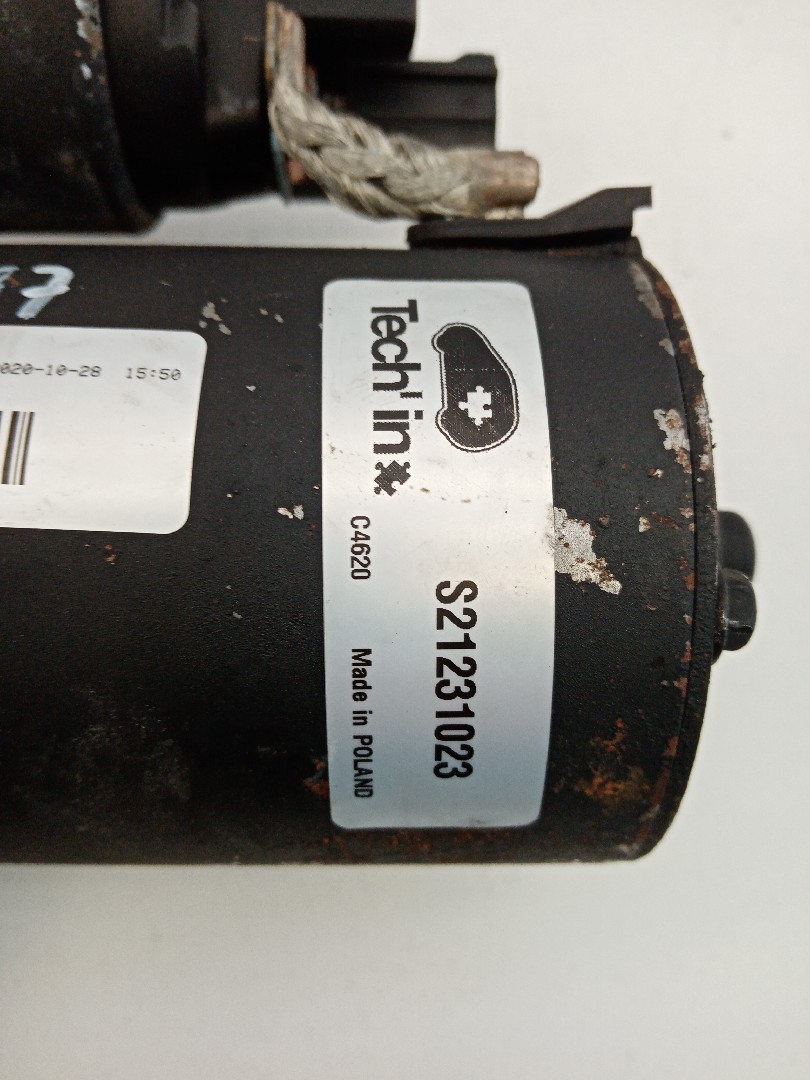 Tech'in
S21231023
C4620 Made in POLAND
020-10-28 15:50